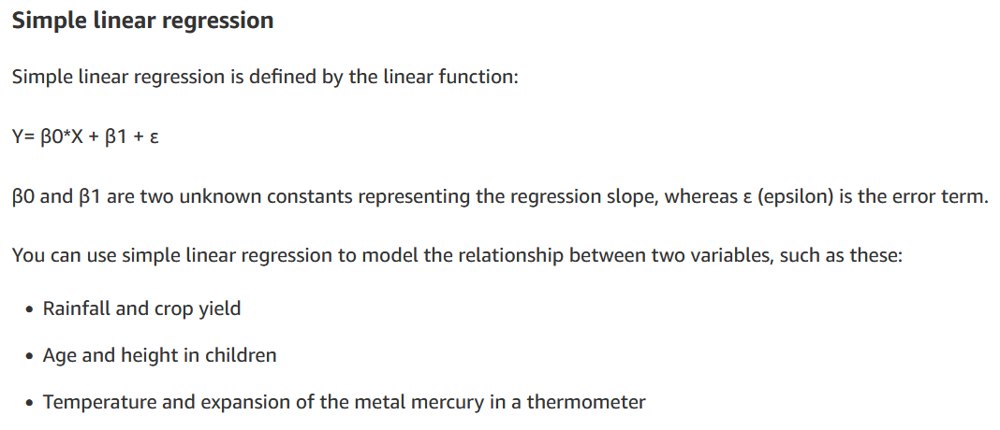 Simple linear regression
Simple linear regression is defined by the linear function:
Y= β0*X + β1 + ε
β0 and β1 are two unknown constants representing the regression slope, whereas ε (epsilon) is the error term.
You can use simple linear regression to model the relationship between two variables, such as these:
• Rainfall and crop yield
• Age and height in children
• Temperature and expansion of the metal mercury in a thermometer